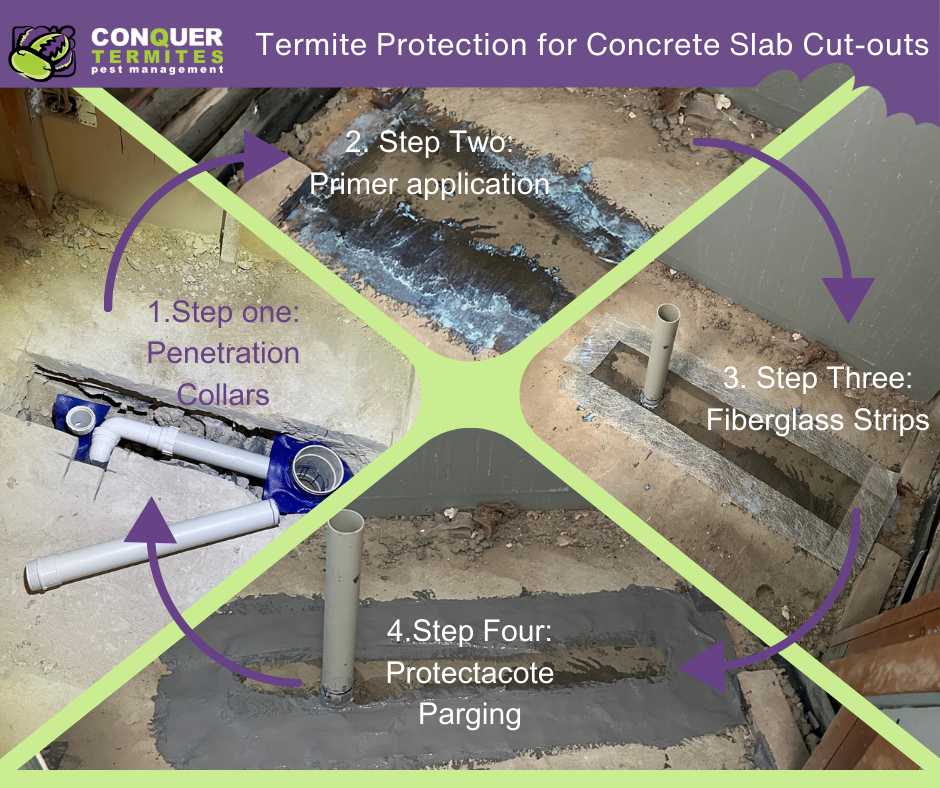 CONQUER
TERMITES
pest management
Termite Protection for Concrete Slab Cut-outs
1.Step one:
Penetration
Collars
2. Step Two:
Primer application
3. Step Three:
Fiberglass Strips
4.Step Four:
Protectacote
Parging